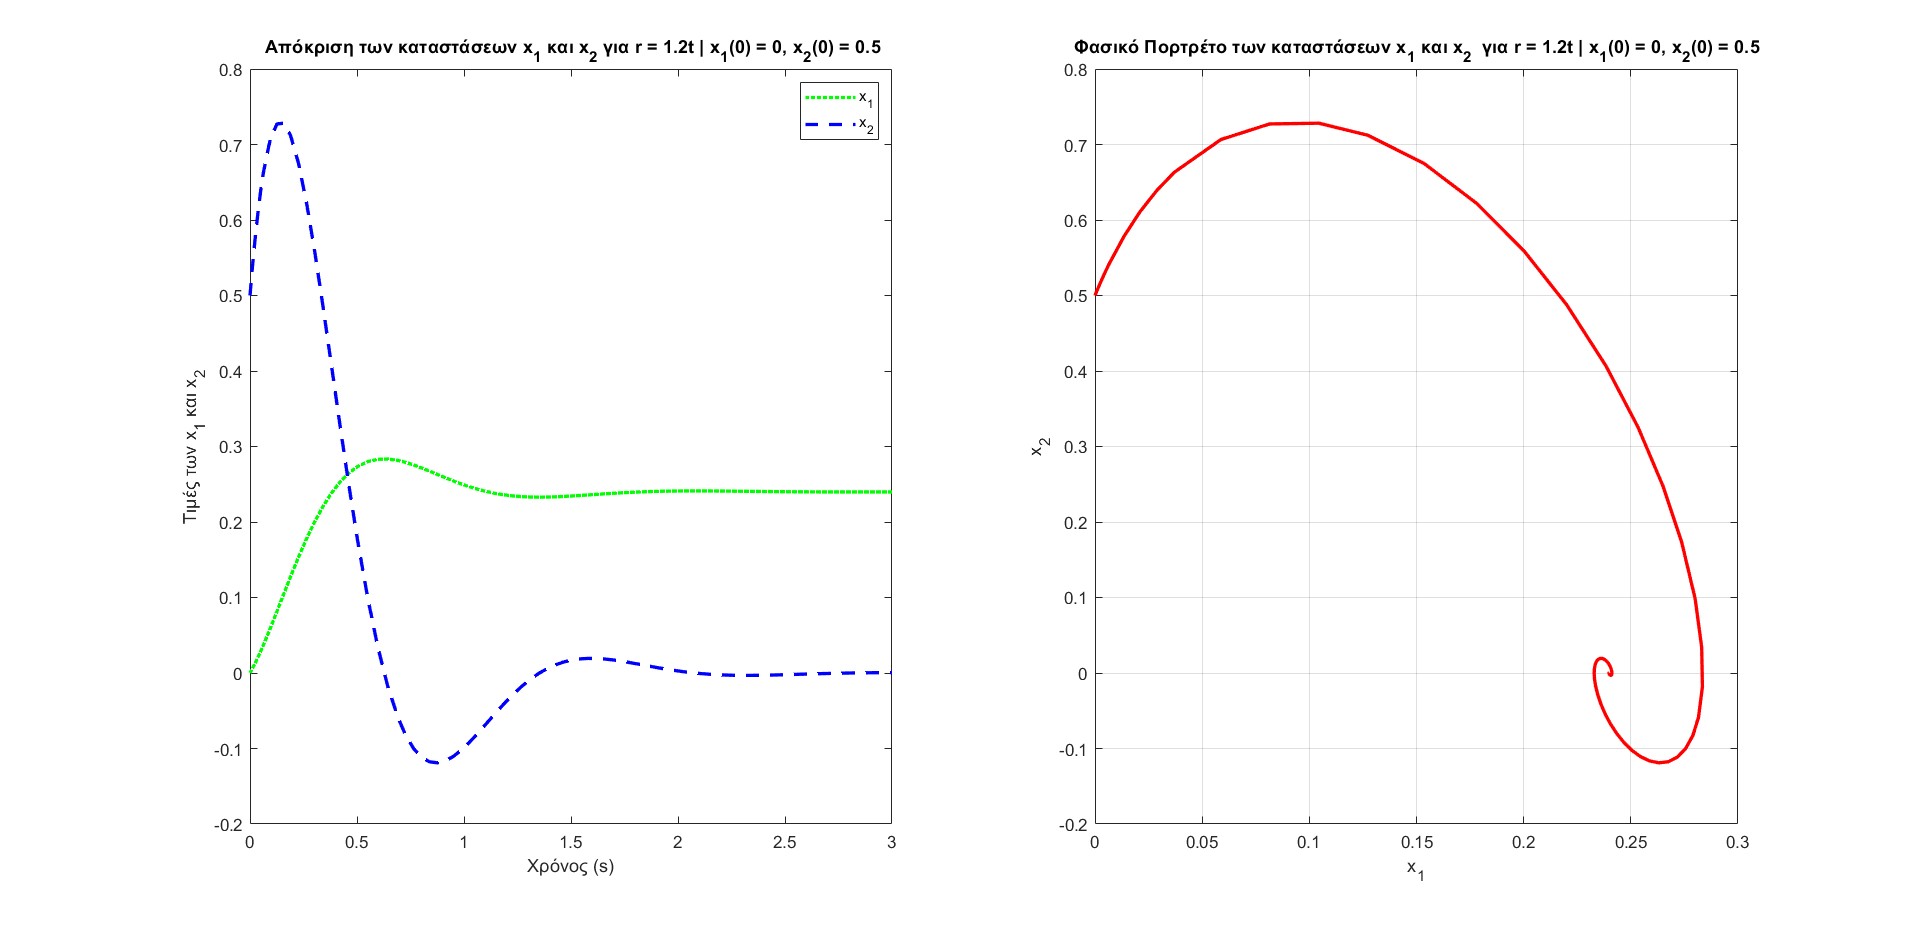 Απόκριση των καταστάσεων x₁ και x₂ για r = 1.2t | x₁(0) = 0, x₂(0) = 0.5
x₁
x₂
Τιμές των x₁ και x₂
0.8
0.7
0.6
0.5
0.4
0.3
0.2
0.1
0
-0.1
-0.2
0 0.5 1 1.5 2 2.5 3
Χρόνος (s)
Φασικό Πορτρέτο των καταστάσεων x₁ και x₂ για r = 1.2t | x₁(0) = 0, x₂(0) = 0.5
x₂
0.8
0.7
0.6
0.5
0.4
0.3
0.2
0.1
0
-0.1
-0.2
0 0.05 0.1 0.15 0.2 0.25 0.3
x₁